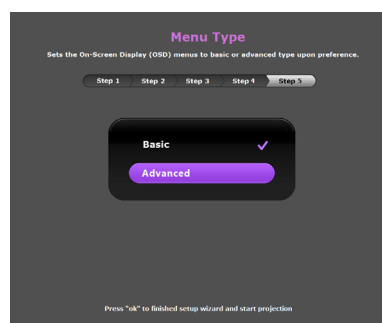 Menu Type
Sets the On-Screen Display (OSD) menus to basic or advanced type upon preference.
Step 1 Step 2 Step 3 Step 4 Step 5
Basic
Advanced
Press "ok" to finished setup wizard and start projection